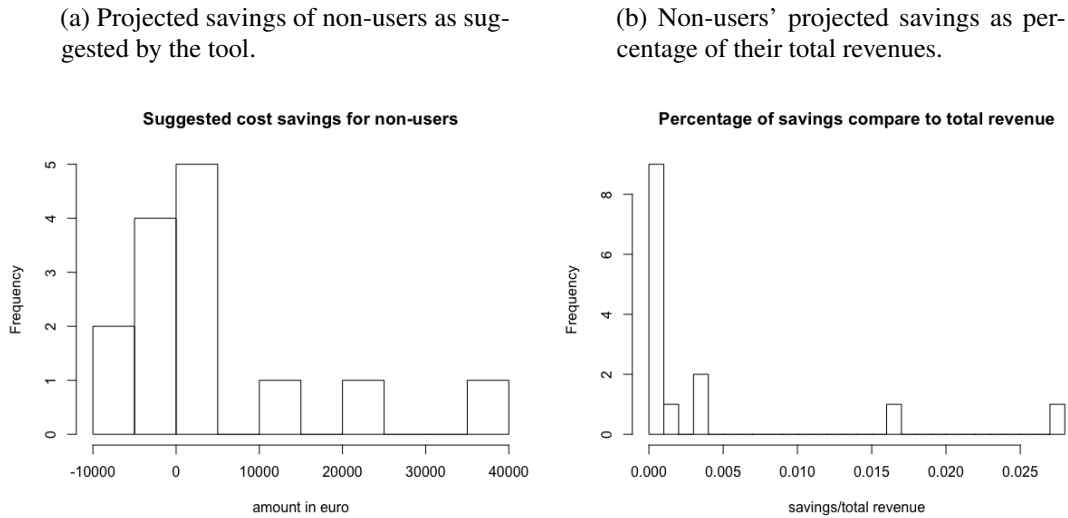 (a) Projected savings of non-users as sug-
gested by the tool.
Suggested cost savings for non-users
Frequency
5
4
3
2
1
0
-10000 0 10000 20000 30000 40000
amount in euro
(b) Non-users’ projected savings as per-
centage of their total revenues.
Percentage of savings compare to total revenue
Frequency
8
6
4
2
0
0.000 0.005 0.010 0.015 0.020 0.025
savings/total revenue